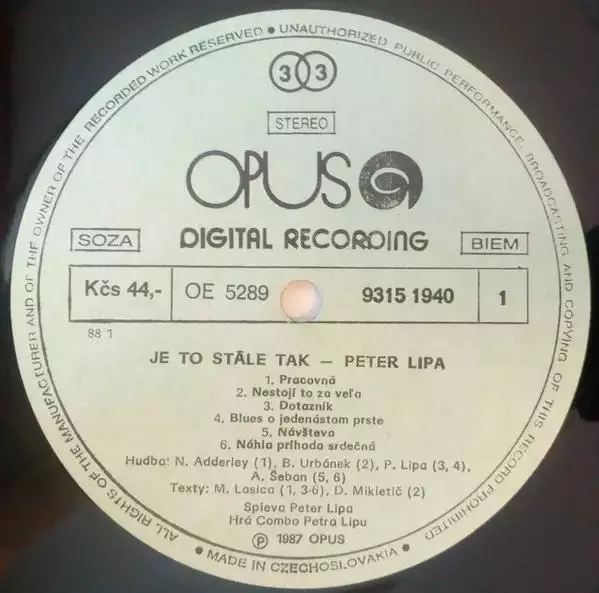 ALL RIGHTS OF THE MANUFACTURER AND OF THE OWNER OF THE RECORDED WORK RESERVED ● UNAUTHORIZED PUBLIC PERFORMANCE, BROADCASTING AND COPYING OF THIS RECORD PROHIBITED
33
STEREO
OPUS
SOZA DIGITAL RECORDING BIEM
Kčs 44,- OE 5289 9315 1940 1
88 1
JE TO STÁLE TAK — PETER LIPA
1. Pracovná
2. Nestojí to za veľa
3. Dotazník
4. Blues o jedenástom prste
5. Návšteva
6. Náhla príhoda srdečná
Hudba: N. Adderley (1), B. Urbánek (2), P. Lipa (3, 4),
A. Šeban (5, 6)
Texty: M. Lasica (1, 3-6), D. Mikletič (2)
Spieva Peter Lipa
Hrá Combo Petra Lipu
Ⓟ 1987 OPUS
● MADE IN CZECHOSLOVAKIA ●